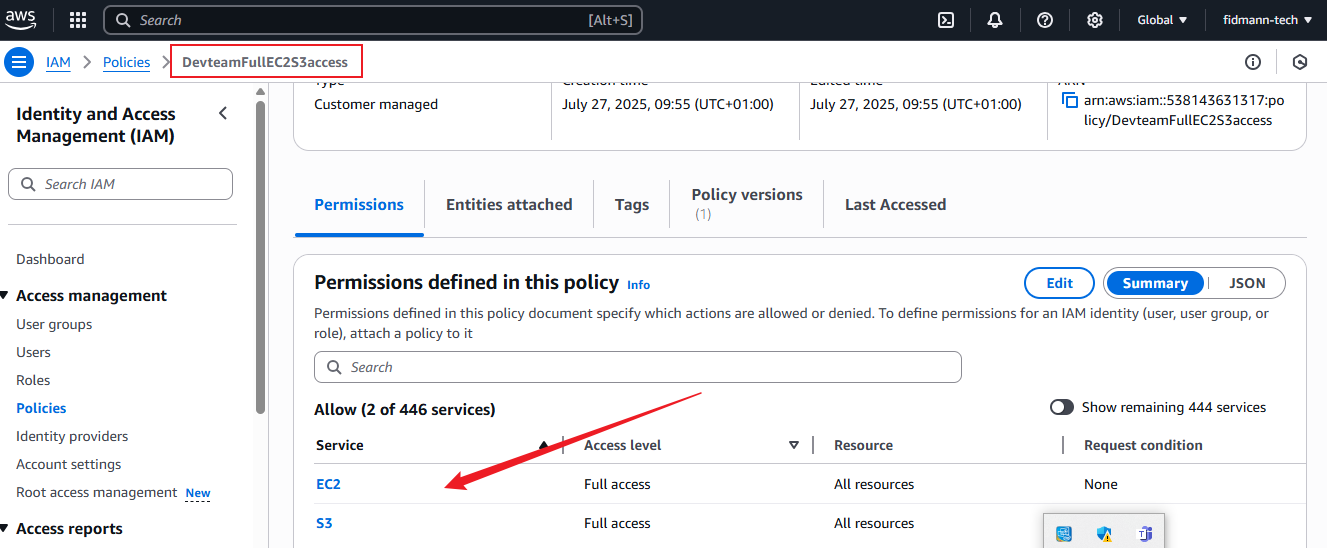 aws
Search [Alt+S]
Global fidmann-tech
IAM > Policies > DevteamFullEC2S3access
Identity and Access
Management (IAM)
Search IAM
Dashboard
Access management
User groups
Users
Roles
Policies
Identity providers
Account settings
Root access management New
Access reports
Type Creation time Edited time ARN
Customer managed July 27, 2025, 09:55 (UTC+01:00) July 27, 2025, 09:55 (UTC+01:00) arn:aws:iam::538143631317:po
licy/DevteamFullEC2S3access
Permissions Entities attached Tags Policy versions Last Accessed
(1)
Permissions defined in this policy Info Edit Summary JSON
Permissions defined in this policy document specify which actions are allowed or denied. To define permissions for an IAM identity (user, user group, or
role), attach a policy to it
Search
Allow (2 of 446 services) Show remaining 444 services
Service Access level Resource Request condition
EC2 Full access All resources None
S3 Full access All resources